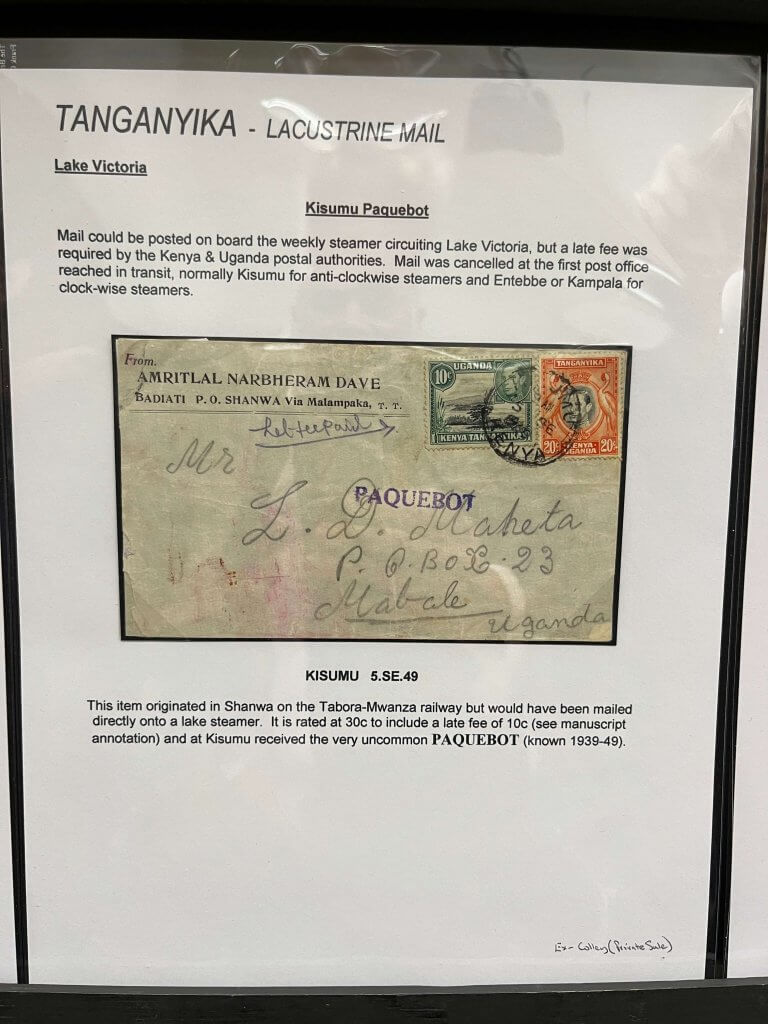 TANGANYIKA - LACUSTRINE MAIL
Lake Victoria
Kisumu Paquebot
Mail could be posted on board the weekly steamer circuiting Lake Victoria, but a late fee was
required by the Kenya & Uganda postal authorities. Mail was cancelled at the first post office
reached in transit, normally Kisumu for anti-clockwise steamers and Entebbe or Kampala for
clock-wise steamers.
From.
AMRITLAL NARBHERAM DAVE
BADIATI P. O. SHANWA Via Malampaka, T. T.
UGANDA
10c
KENYA TANGANYIKA
TANGANYIKA
20c KENYA UGANDA 20c
KENYA
Mr
PAQUEBOT
L. D. Maheta
P. O. BOX. 23
Mabale
Uganda
KISUMU 5.SE.49
This item originated in Shanwa on the Tabora-Mwanza railway but would have been mailed
directly onto a lake steamer. It is rated at 30c to include a late fee of 10c (see manuscript
annotation) and at Kisumu received the very uncommon PAQUEBOT (known 1939-49).
(Private Sale)